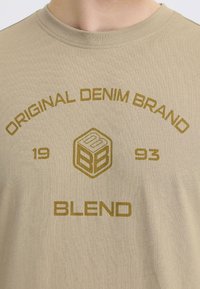 ORIGINAL DENIM BRAND
19 93
BLEND